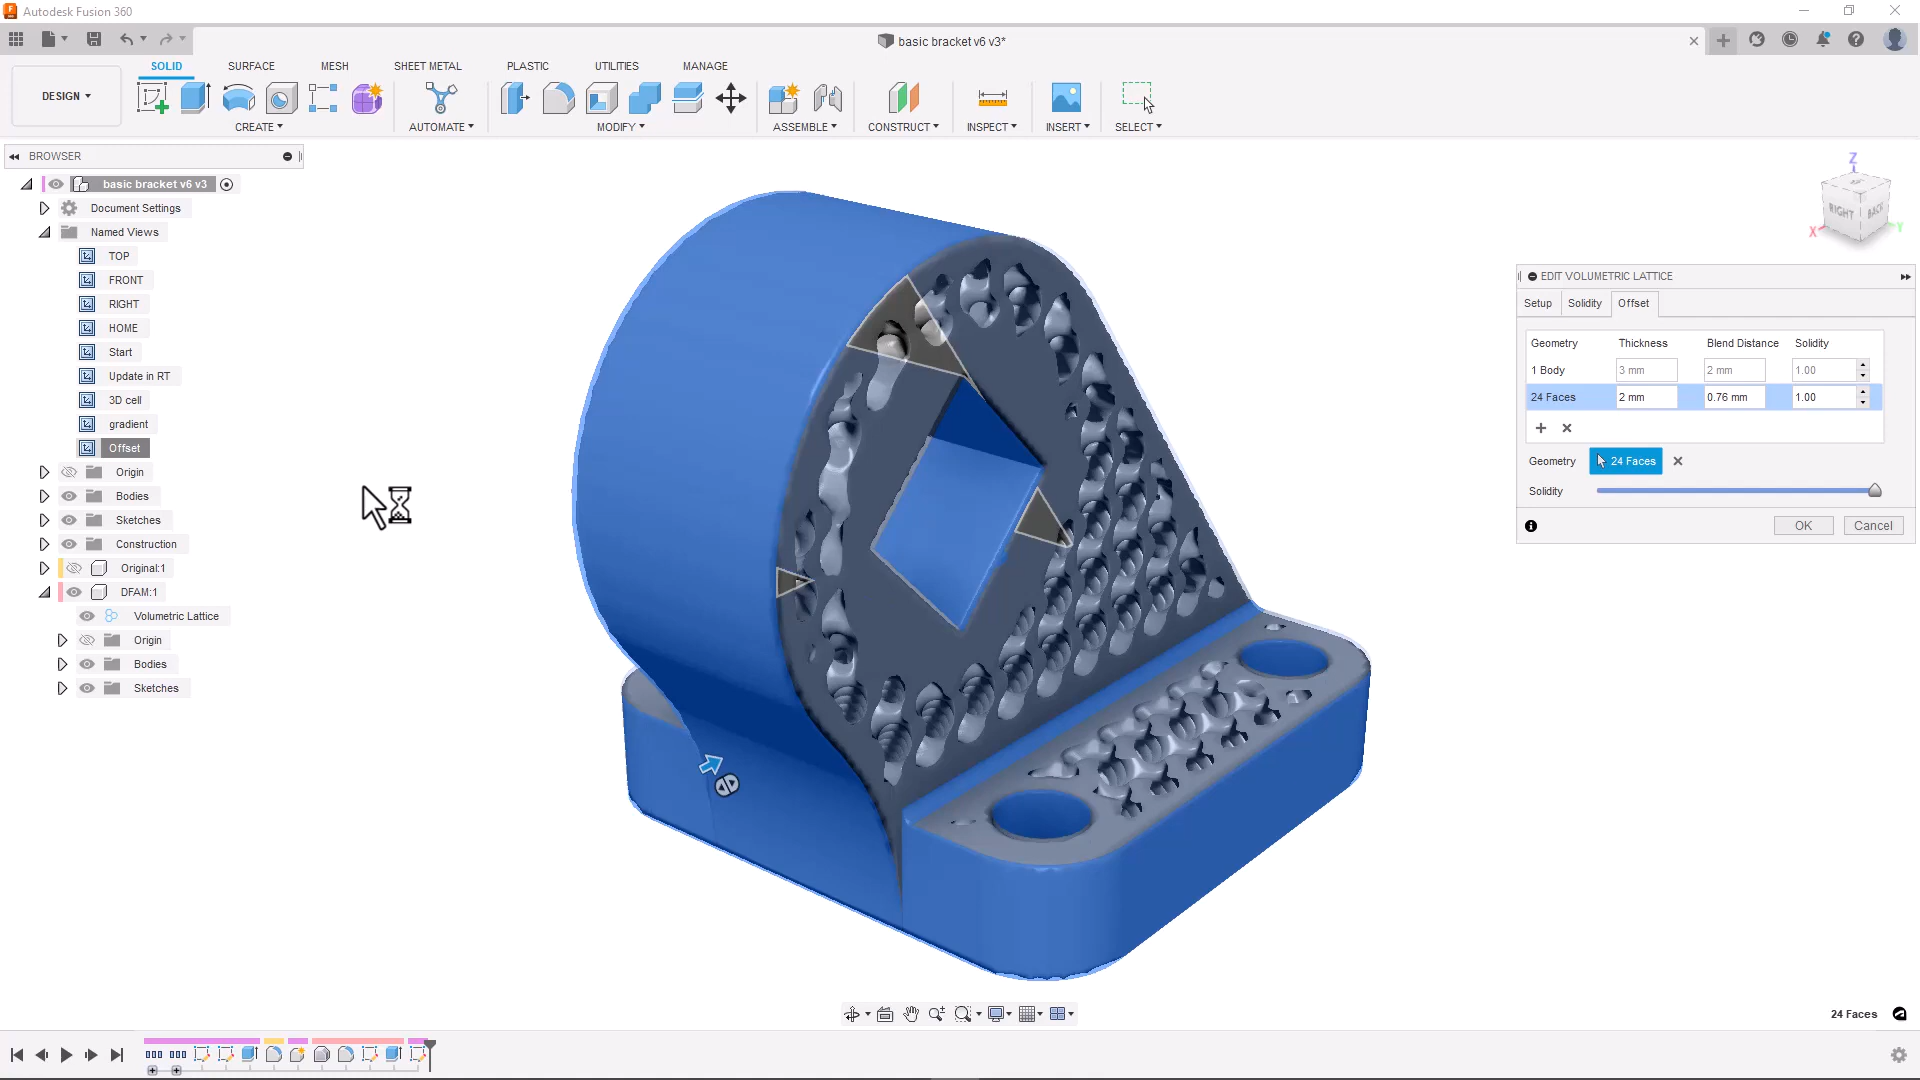 Autodesk Fusion 360
basic bracket v6 v3*
DESIGN
SOLID SURFACE MESH SHEET METAL PLASTIC UTILITIES MANAGE
CREATE AUTOMATE MODIFY ASSEMBLE CONSTRUCT INSPECT INSERT SELECT
BROWSER
basic bracket v6 v3
Document Settings
Named Views
TOP
FRONT
RIGHT
HOME
Start
Update in RT
3D cell
gradient
Offset
Origin
Bodies
Sketches
Construction
Original:1
DFAM:1
Volumetric Lattice
Origin
Bodies
Sketches
Z
RIGHT BACK
X Y
EDIT VOLUMETRIC LATTICE
Setup Solidity Offset
Geometry Thickness Blend Distance Solidity
1 Body 3 mm 2 mm 1.00
24 Faces 2 mm 0.76 mm 1.00
Geometry 24 Faces
Solidity
OK Cancel
24 Faces